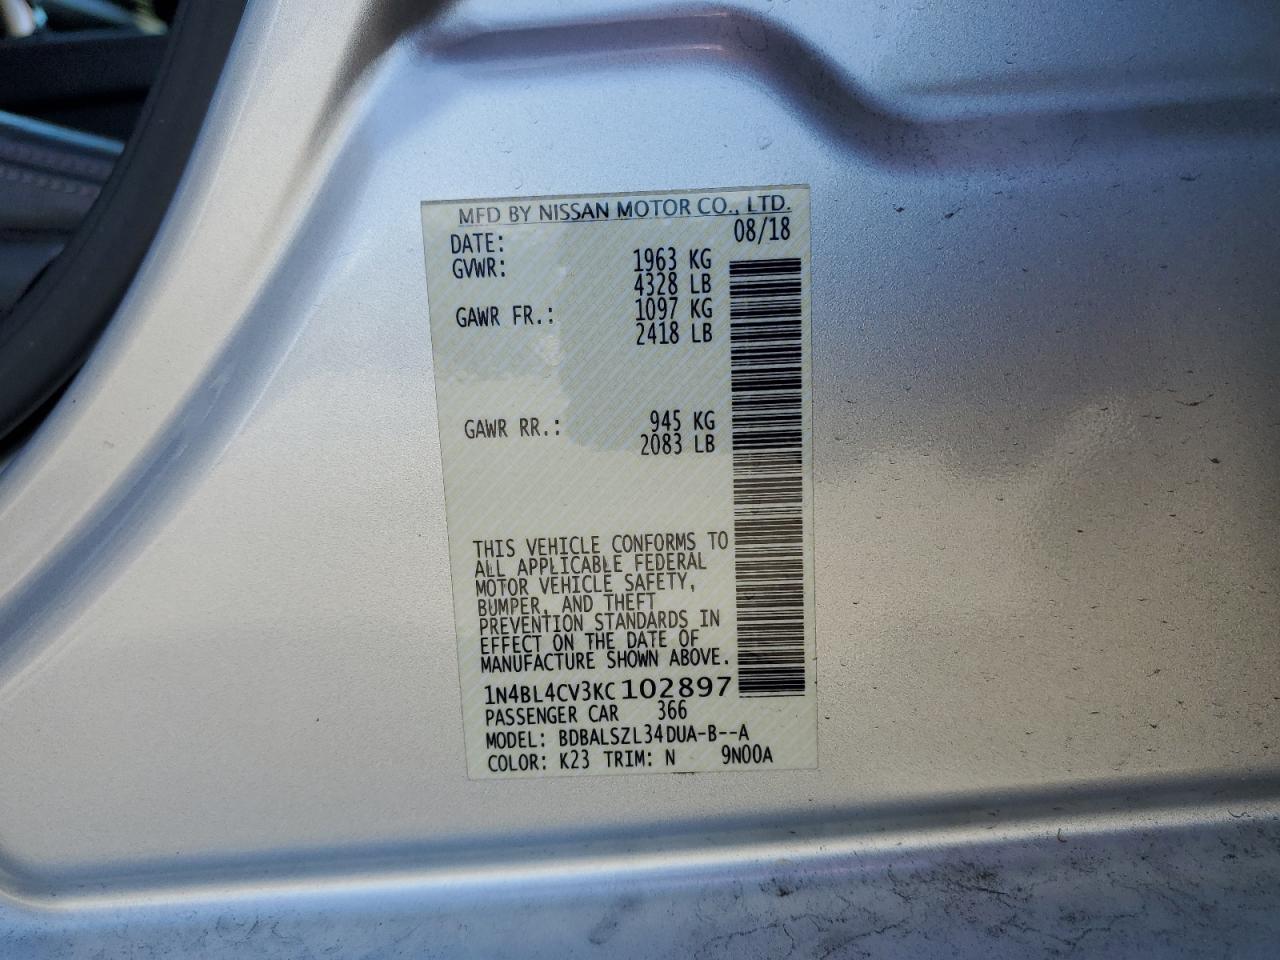 MFD BY NISSAN MOTOR CO., LTD.
DATE: 08/18
GVWR: 1963 KG
4328 LB
GAWR FR.: 1097 KG
2418 LB
GAWR RR.: 945 KG
2083 LB
THIS VEHICLE CONFORMS TO
ALL APPLICABLE FEDERAL
MOTOR VEHICLE SAFETY,
BUMPER, AND THEFT
PREVENTION STANDARDS IN
EFFECT ON THE DATE OF
MANUFACTURE SHOWN ABOVE.
1N4BL4CV3KC102897
PASSENGER CAR 366
MODEL: BDBALSZL34DUA-B--A
COLOR: K23 TRIM: N 9N00A